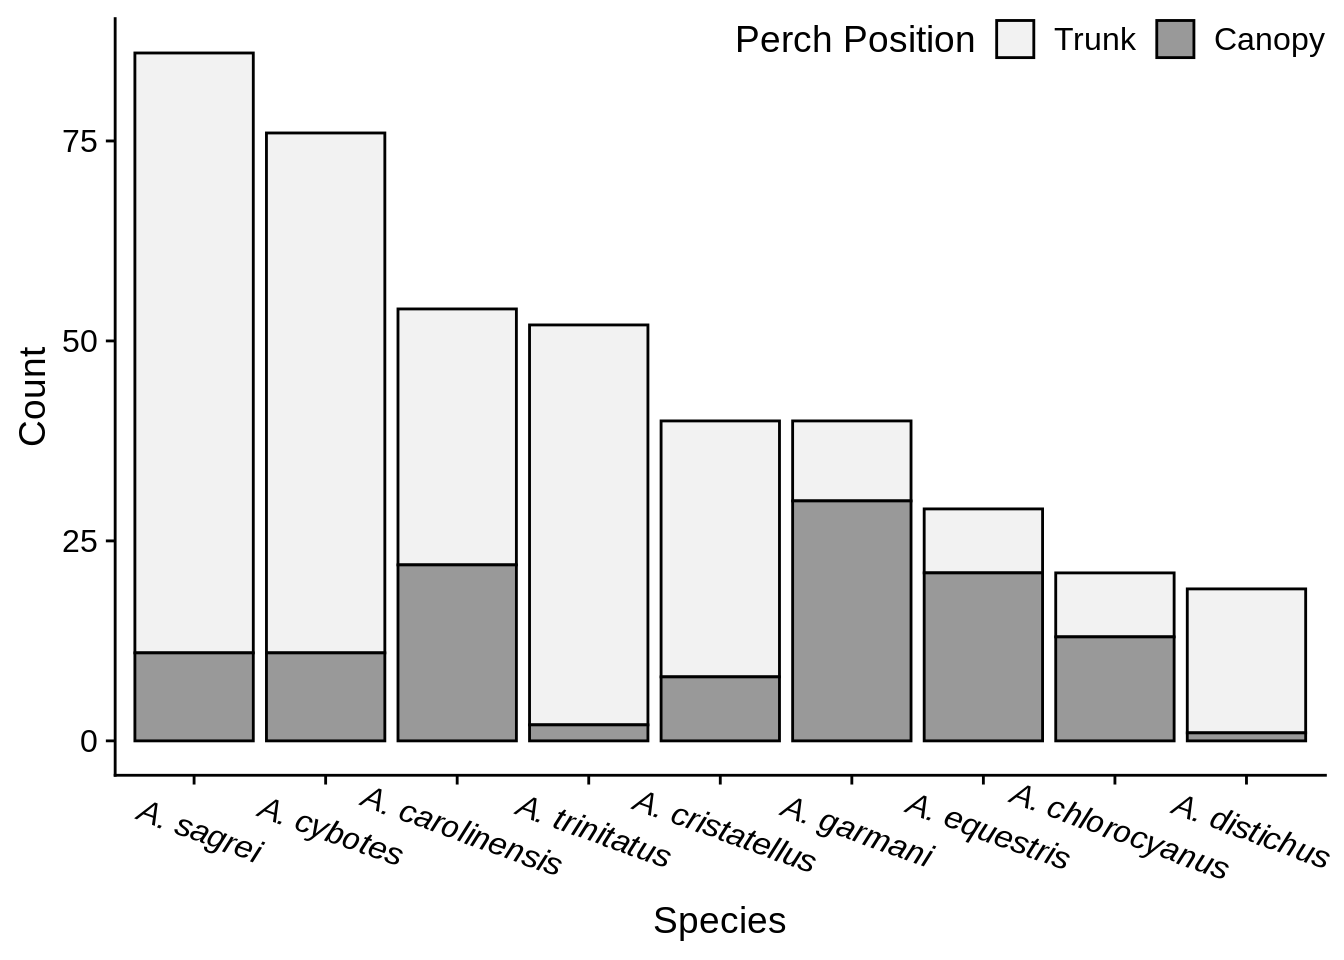 Perch Position Trunk Canopy
75
50
25
0
Count
A. sagrei
A. cybotes
A. carolinensis
A. trinitatus
A. cristatellus
A. garmani
A. equestris
A. chlorocyanus
A. distichus
Species